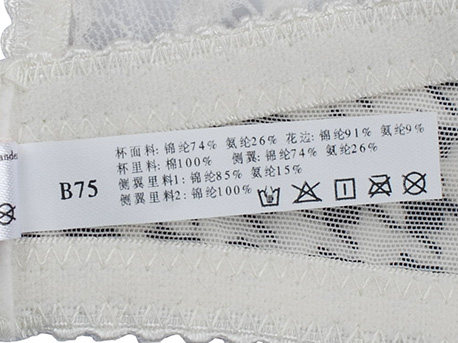 杯面料: 锦纶74% 氨纶26% 花边: 锦纶91% 氨纶9%
杯里料: 棉100% 侧翼: 锦纶74% 氨纶26%
侧翼里料1: 锦纶85% 氨纶15%
侧翼里料2: 锦纶100%
B75